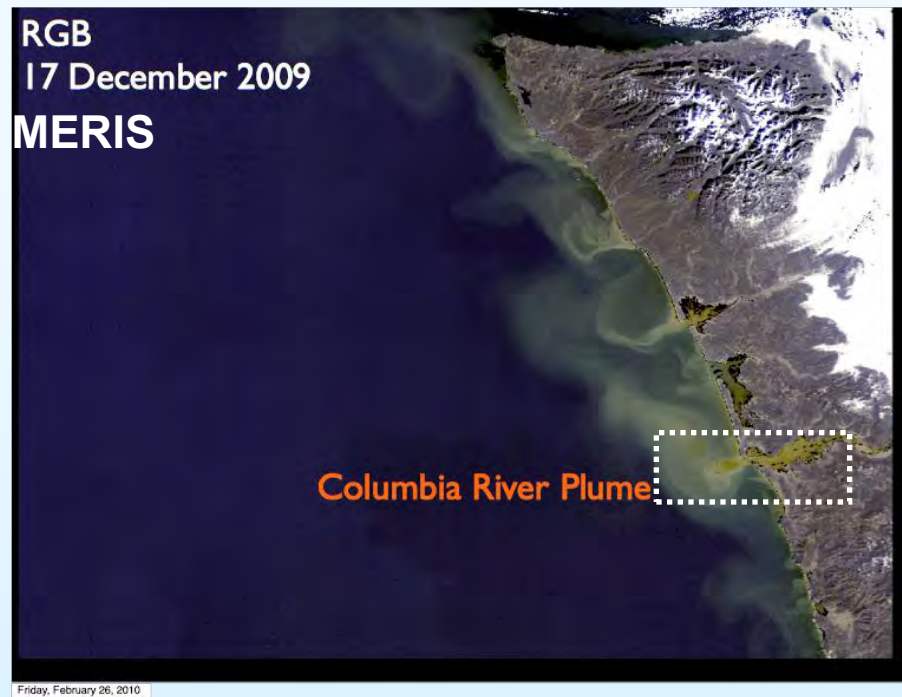 RGB
17 December 2009
MERIS
Columbia River Plume
Friday, February 26, 2010